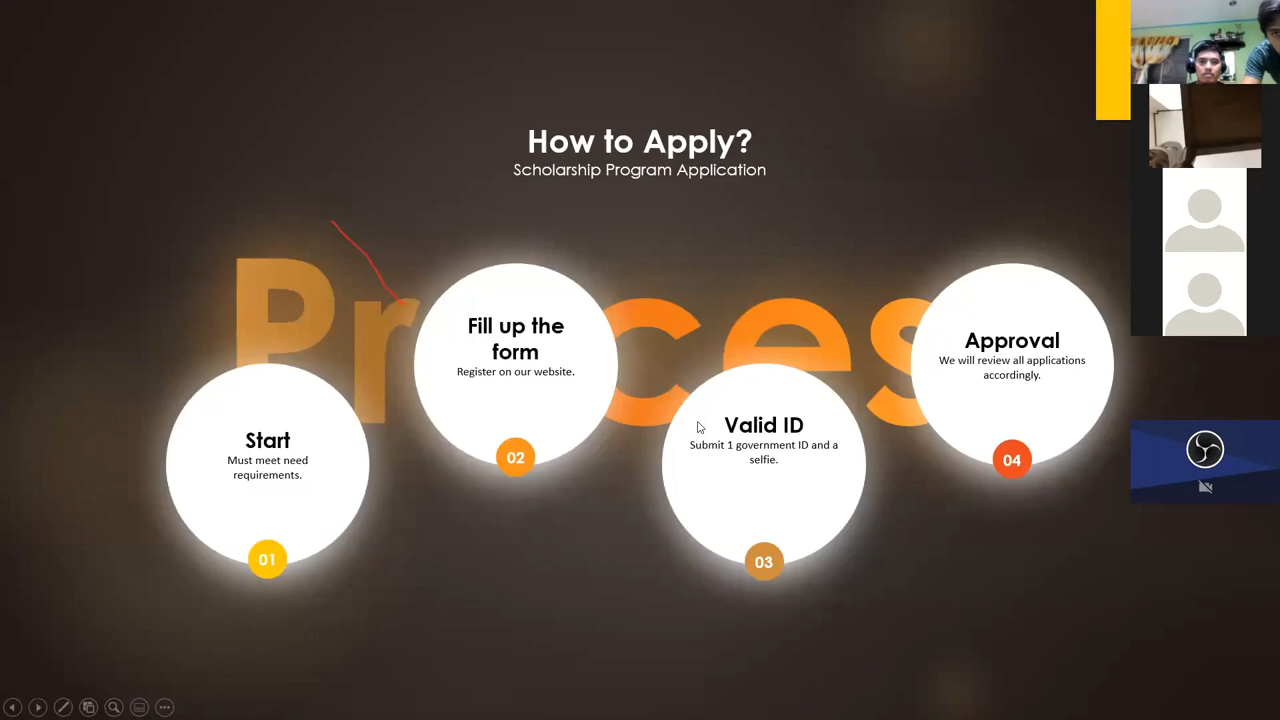 How to Apply?
Scholarship Program Application
Process
Start
Must meet need
requirements.
01
Fill up the
form
Register on our website.
02
Valid ID
Submit 1 government ID and a
selfie.
03
Approval
We will review all applications
accordingly.
04